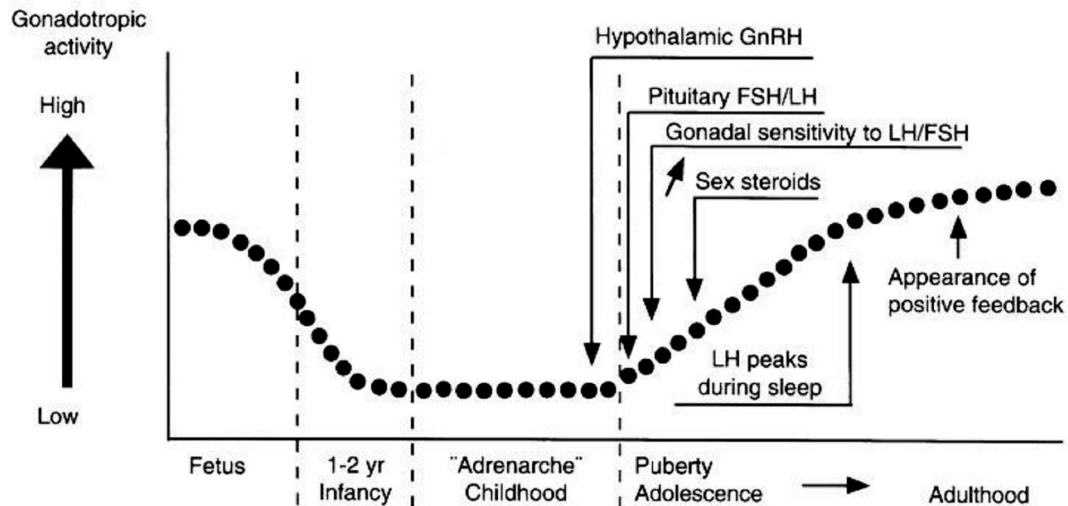 Gonadotropic
activity
High
Low
Hypothalamic GnRH
Pituitary FSH/LH
Gonadal sensitivity to LH/FSH
Sex steroids
Appearance of
positive feedback
LH peaks
during sleep
Fetus
1-2 yr
Infancy
"Adrenarche"
Childhood
Puberty
Adolescence
Adulthood